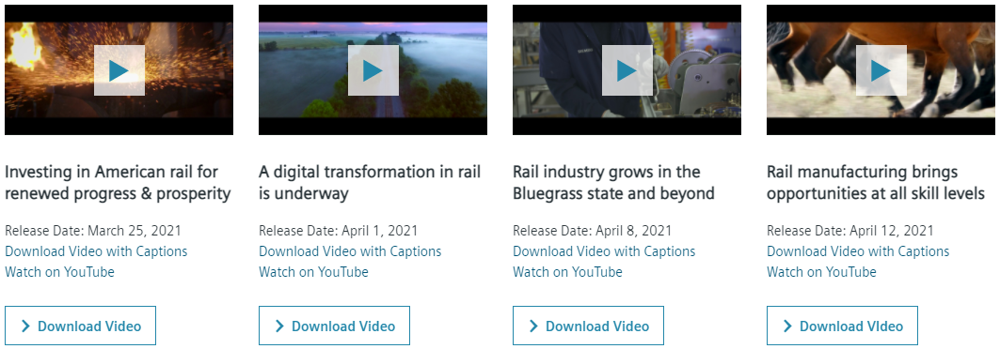 Investing in American rail for
renewed progress & prosperity
Release Date: March 25, 2021
Download Video with Captions
Watch on YouTube
Download Video
A digital transformation in rail
is underway
Release Date: April 1, 2021
Download Video with Captions
Watch on YouTube
Download Video
Rail industry grows in the
Bluegrass state and beyond
Release Date: April 8, 2021
Download Video with Captions
Watch on YouTube
Download Video
Rail manufacturing brings
opportunities at all skill levels
Release Date: April 12, 2021
Download Video with Captions
Watch on YouTube
Download VIdeo